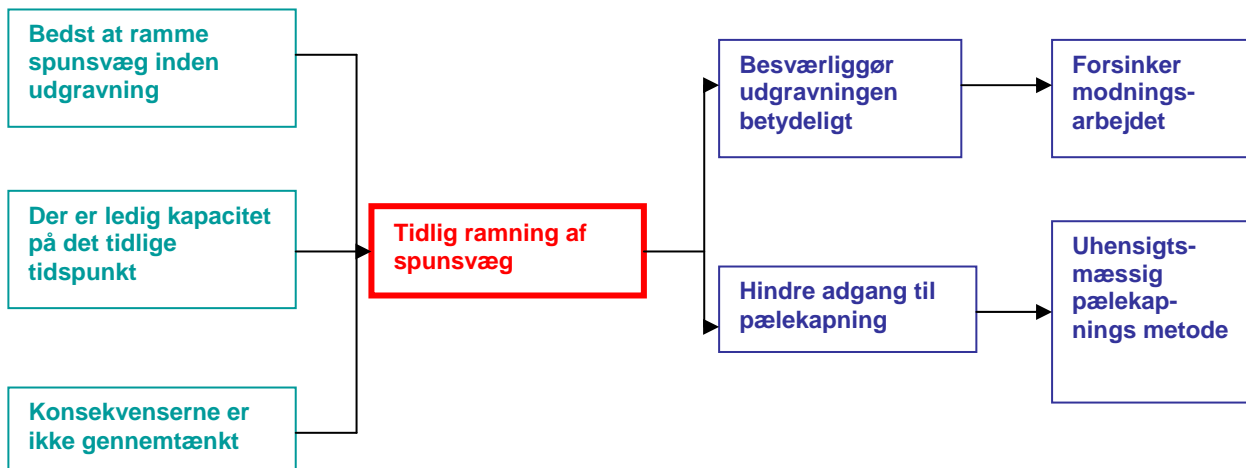 Bedst at ramme
spunsvæg inden
udgravning
Der er ledig kapacitet
på det tidlige
tidspunkt
Konsekvenserne er
ikke gennemtænkt
Tidlig ramning af
spunsvæg
Besværliggør
udgravningen
betydeligt
Hindre adgang til
pælekapning
Forsinker
modnings-
arbejdet
Uhensigts-
mæssig
pælekap-
nings metode